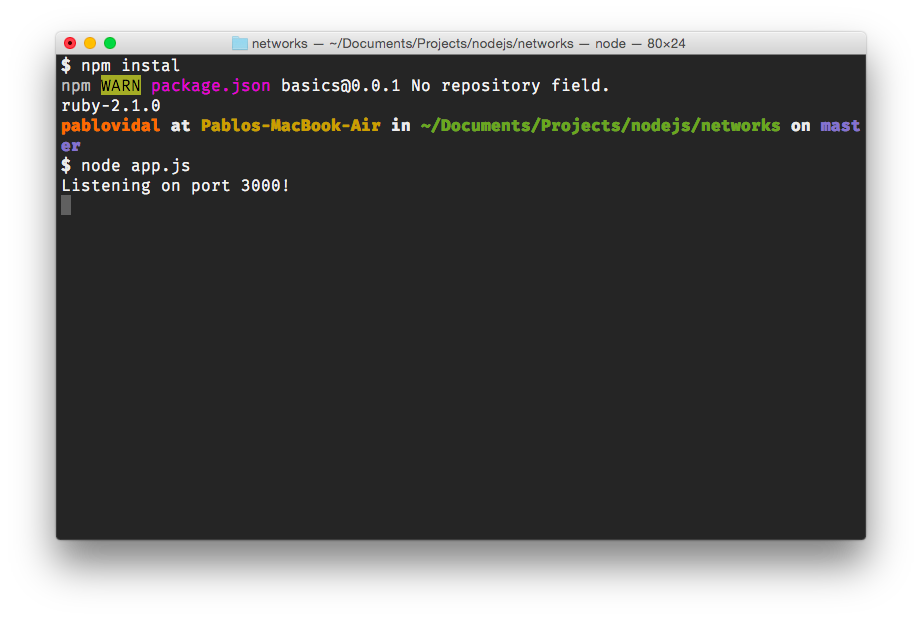 networks — ~/Documents/Projects/nodejs/networks — node — 80×24
$ npm instal
npm WARN package.json basics@0.0.1 No repository field.
ruby-2.1.0
pablovidal at Pablos-MacBook-Air in ~/Documents/Projects/nodejs/networks on mast
er
$ node app.js
Listening on port 3000!